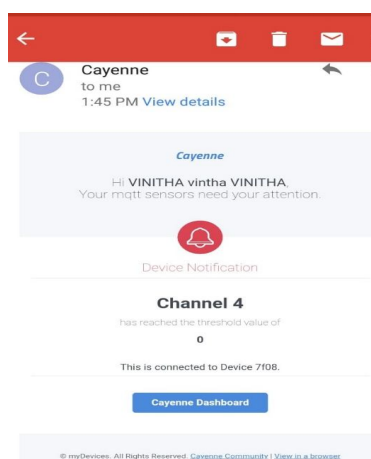 C
Cayenne
to me
1:45 PM View details
Cayenne
Hi VINITHA vintha VINITHA,
Your mqtt sensors need your attention.
Device Notification
Channel 4
has reached the threshold value of
0
This is connected to Device 7f08.
Cayenne Dashboard
© myDevices. All Rights Reserved. Cayenne Community | View in a browser